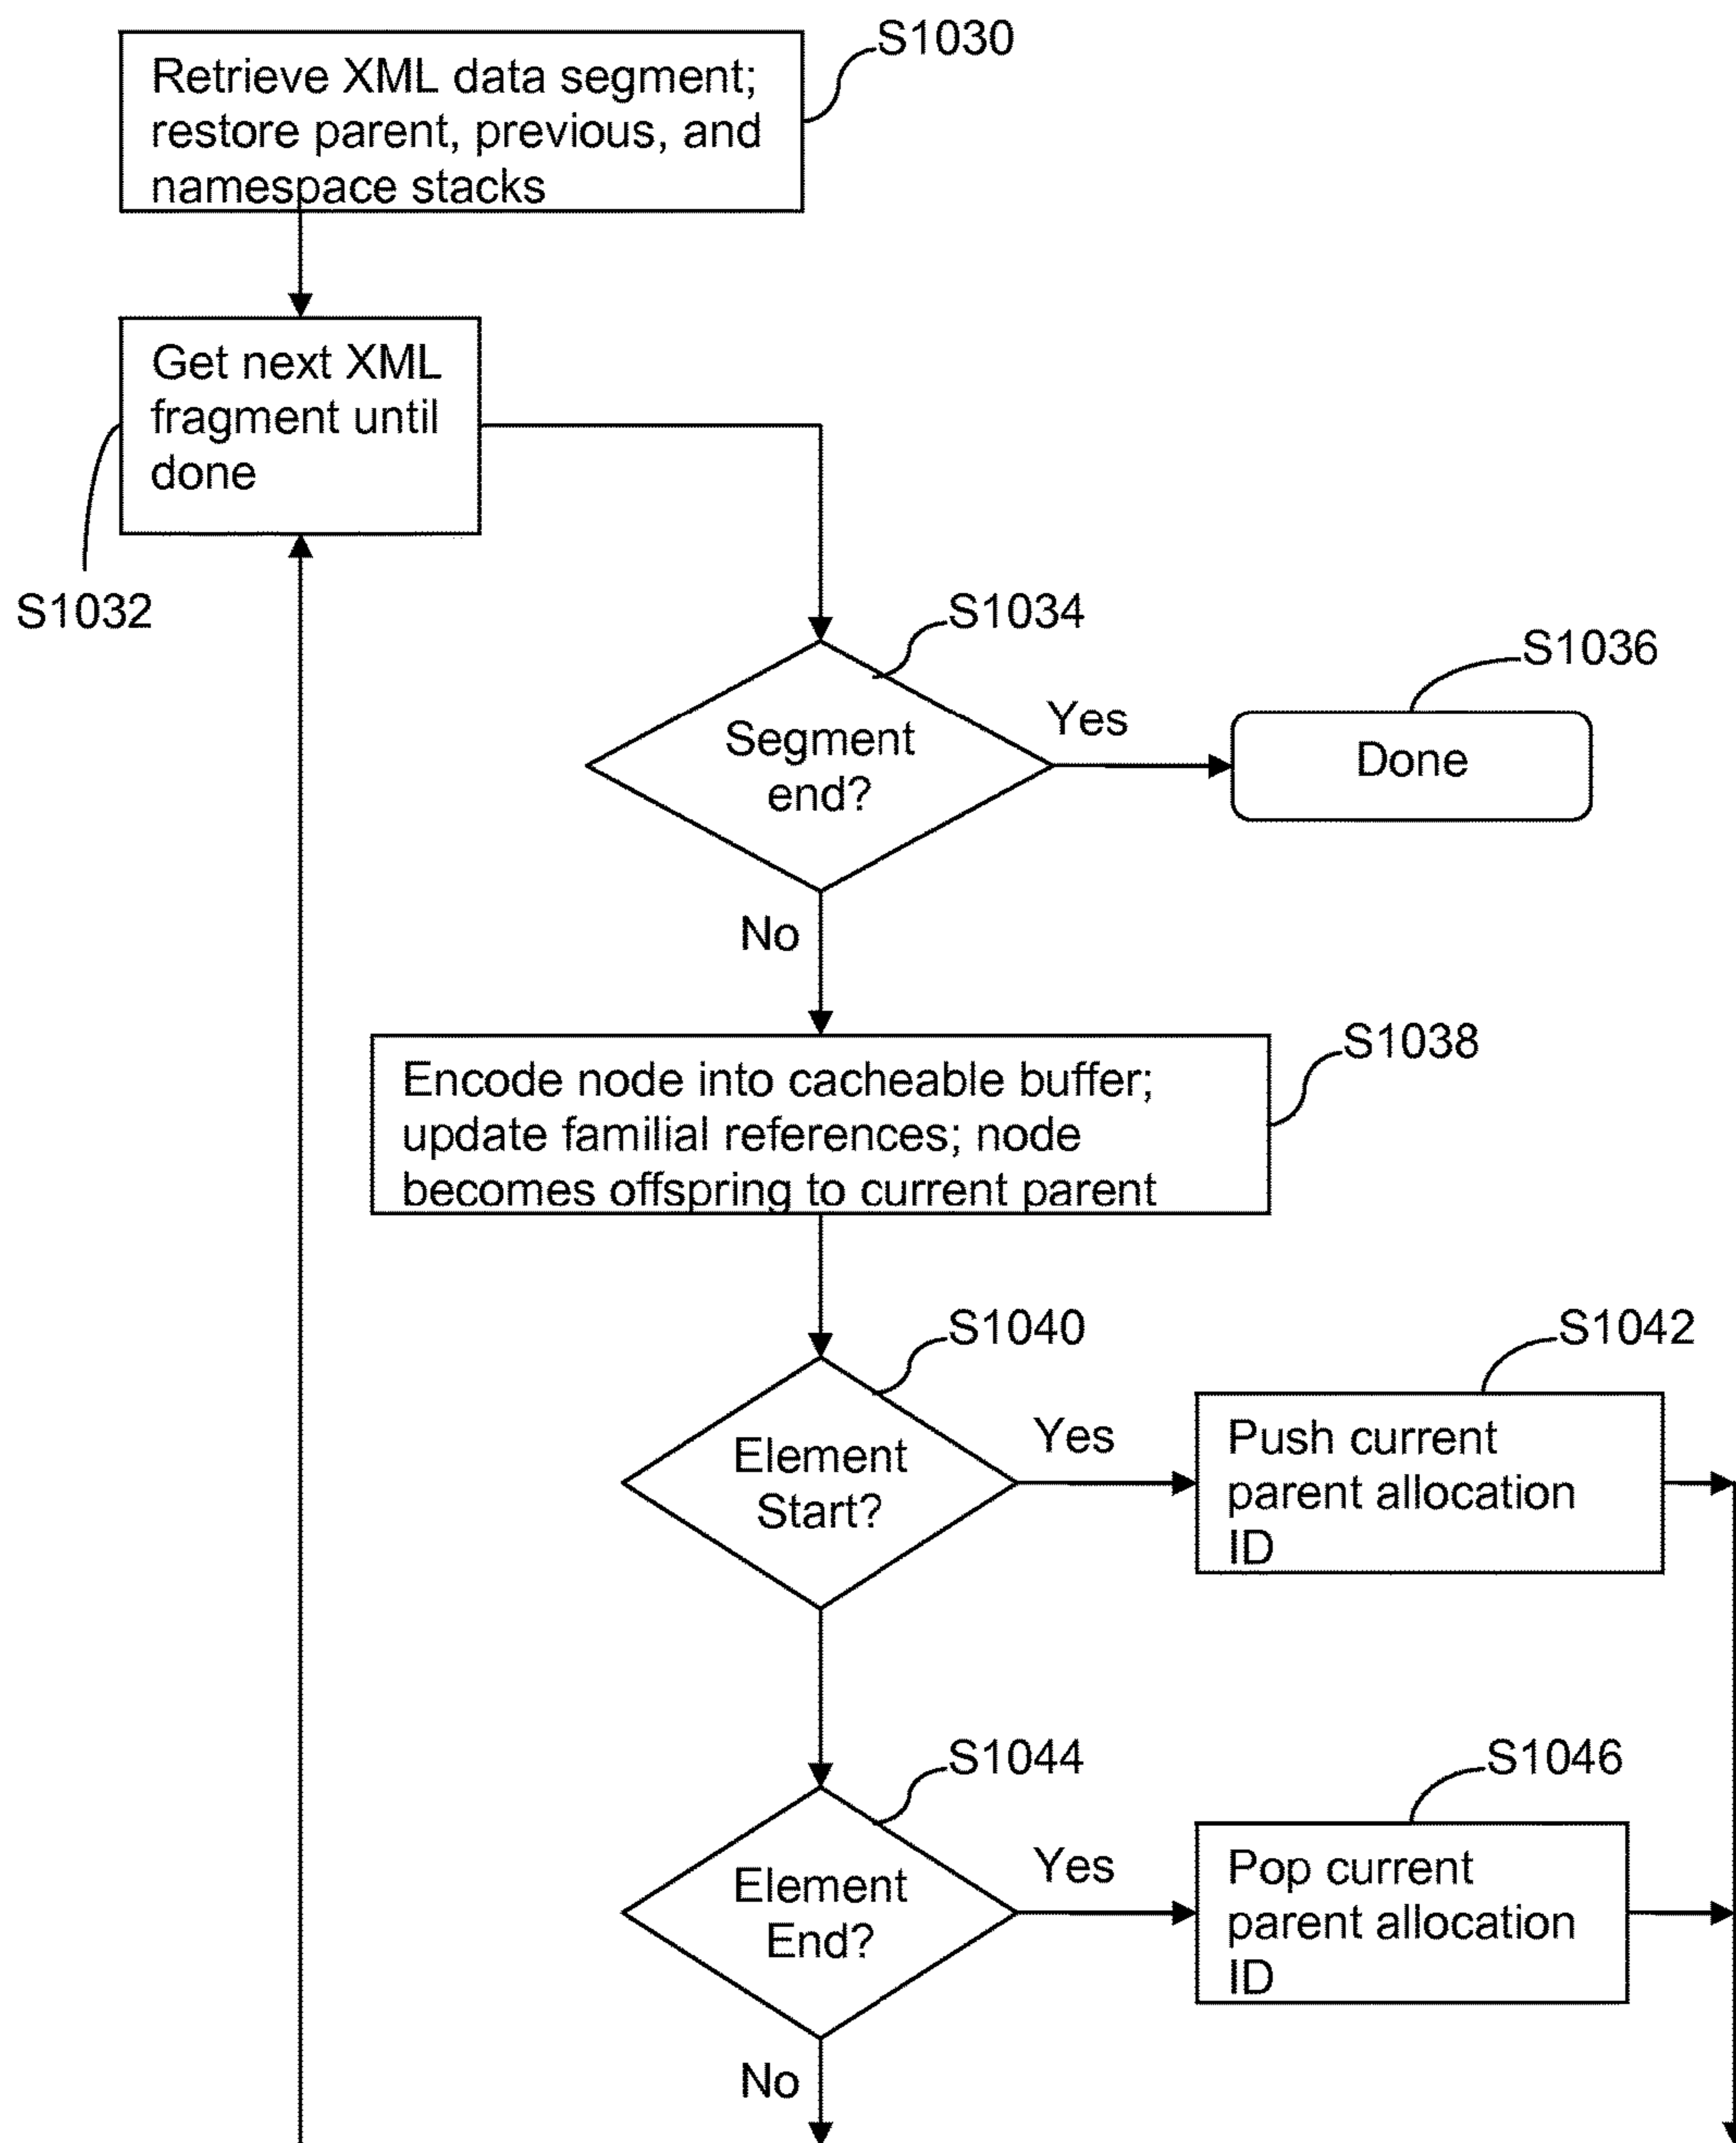 S1030
Retrieve XML data segment;
restore parent, previous, and
namespace stacks
Get next XML
fragment until
done
S1032
S1034
S1036
Segment
end?
Yes
Done
No
S1038
Encode node into cacheable buffer;
update familial references; node
becomes offspring to current parent
S1040
S1042
Element
Start?
Yes
Push current
parent allocation
ID
S1044
S1046
Element
End?
Yes
Pop current
parent allocation
ID
No